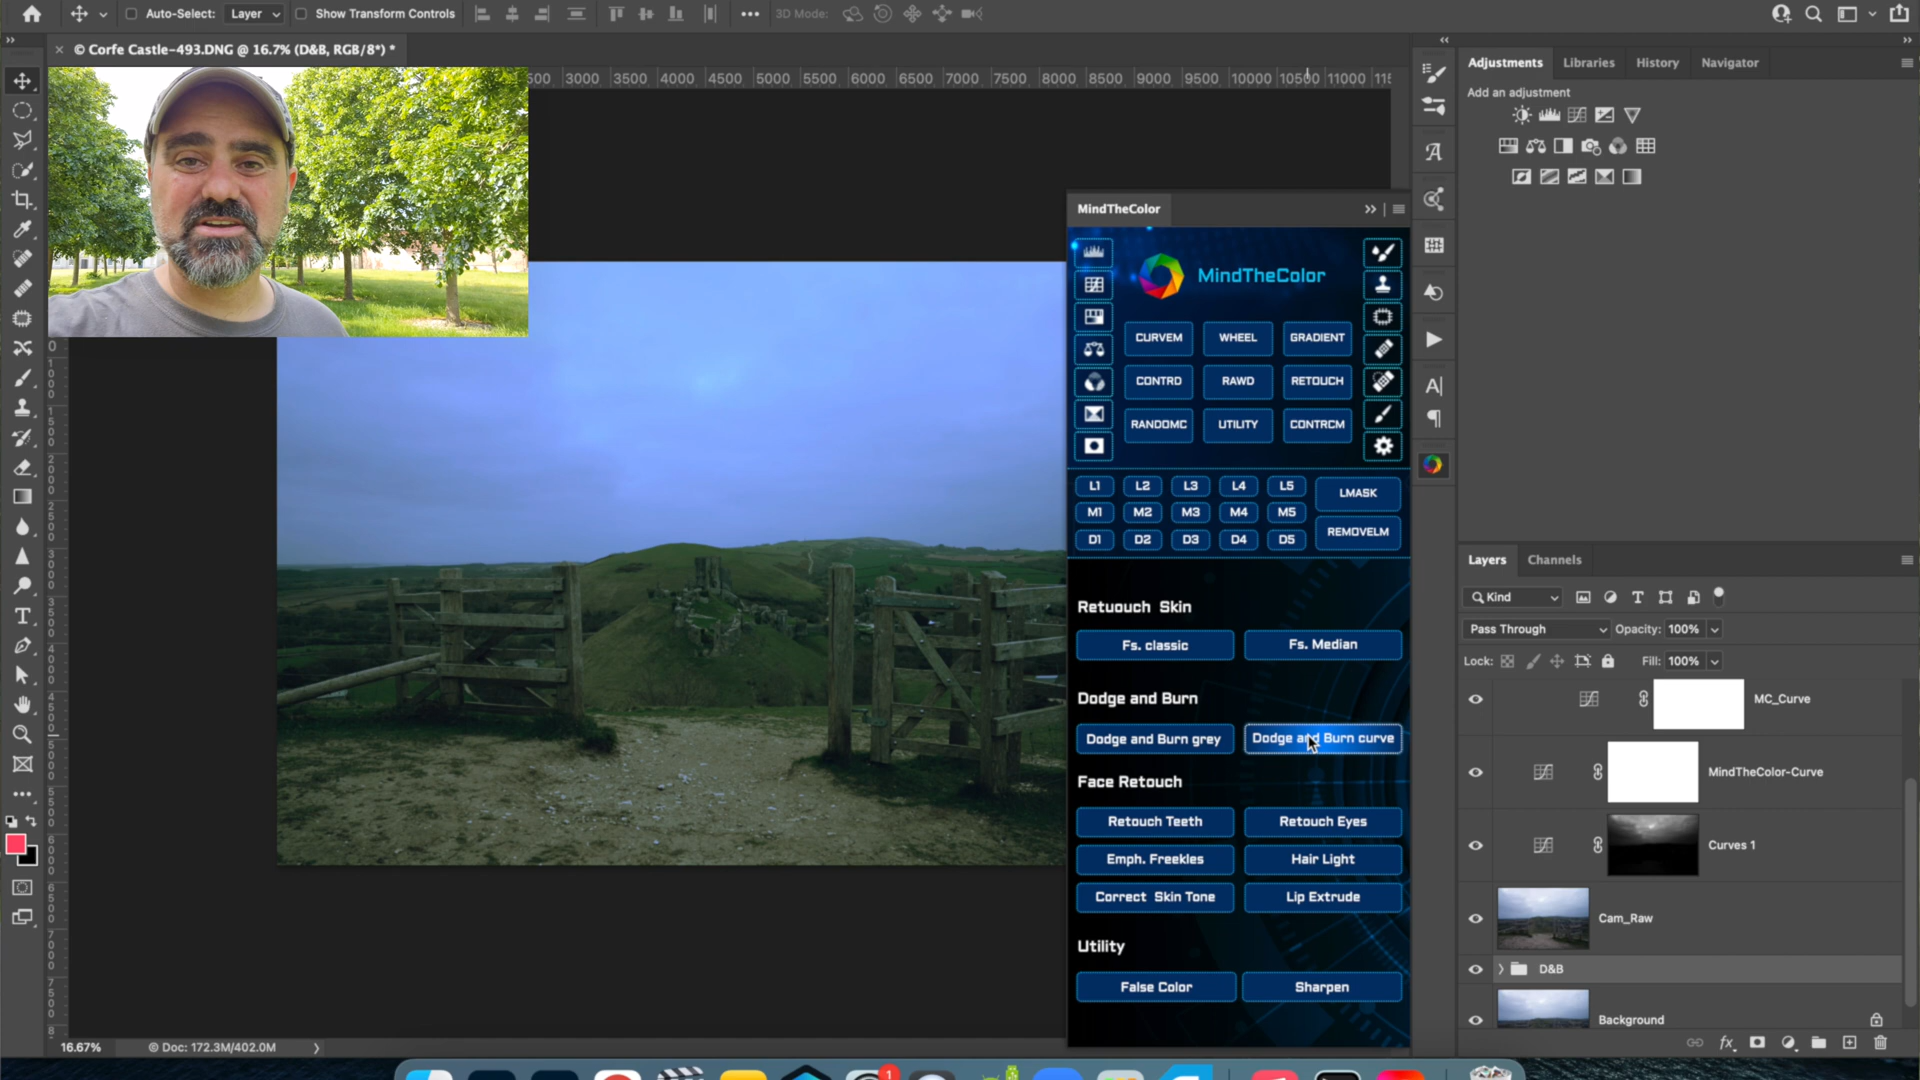 Auto-Select: Layer Show Transform Controls 3D Mode:
© Corfe Castle-493.DNG @ 16.7% (D&B, RGB/8*) *
500 3000 3500 4000 4500 5000 5500 6000 6500 7000 7500 8000 8500 9000 9500 10000 10500 11000
Adjustments Libraries History Navigator
Add an adjustment
MindTheColor
MindTheColor
CURVEM WHEEL GRADIENT
CONTRD RAWD RETOUCH
RANDOMC UTILITY CONTRCM
L1 L2 L3 L4 L5 LMASK
M1 M2 M3 M4 M5
REMOVELM
D1 D2 D3 D4 D5
Retuouch Skin
Fs. classic Fs. Median
Dodge and Burn
Dodge and Burn grey Dodge and Burn curve
Face Retouch
Retouch Teeth Retouch Eyes
Emph. Freekles Hair Light
Correct Skin Tone Lip Extrude
Utility
False Color Sharpen
Layers Channels
Kind
Pass Through Opacity: 100%
Lock: Fill: 100%
MC_Curve
MindTheColor-Curve
Curves 1
Cam_Raw
D&B
Background
16.67% © Doc: 172.3M/402.0M
1